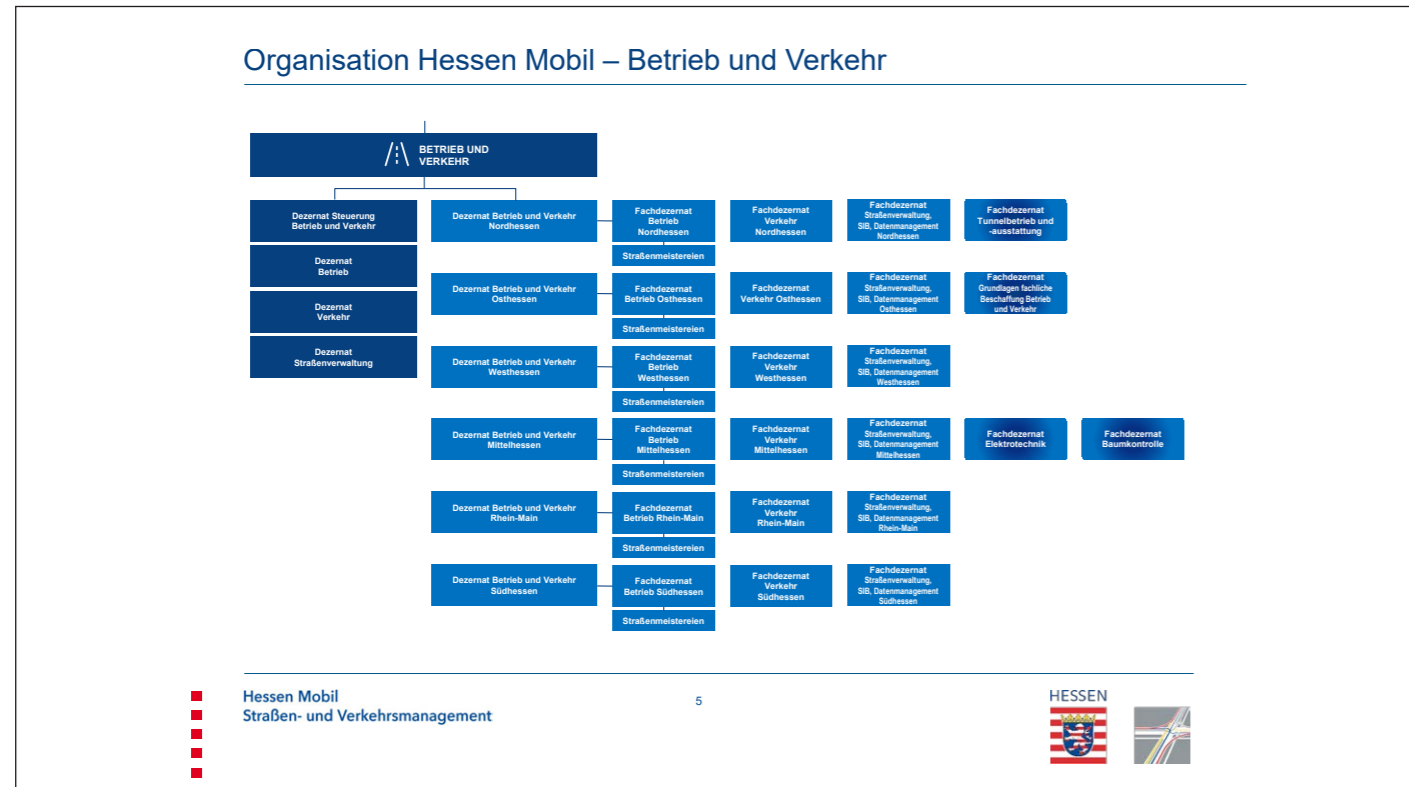 Organisation Hessen Mobil – Betrieb und Verkehr
BETRIEB UND
VERKEHR
Dezernat Steuerung
Betrieb und Verkehr
Dezernat
Betrieb
Dezernat
Verkehr
Dezernat
Straßenverwaltung
Dezernat Betrieb und Verkehr
Nordhessen
Fachdezernat
Betrieb
Nordhessen
Straßenmeistereien
Fachdezernat
Verkehr
Nordhessen
Fachdezernat
Straßenverwaltung,
SIB, Datenmanagement
Nordhessen
Fachdezernat
Tunnelbetrieb und
-ausstattung
Dezernat Betrieb und Verkehr
Osthessen
Fachdezernat
Betrieb Osthessen
Straßenmeistereien
Fachdezernat
Verkehr Osthessen
Fachdezernat
Straßenverwaltung,
SIB, Datenmanagement
Osthessen
Fachdezernat
Grundlagen fachliche
Beschaffung Betrieb
und Verkehr
Dezernat Betrieb und Verkehr
Westhessen
Fachdezernat
Betrieb
Westhessen
Straßenmeistereien
Fachdezernat
Verkehr
Westhessen
Fachdezernat
Straßenverwaltung,
SIB, Datenmanagement
Westhessen
Dezernat Betrieb und Verkehr
Mittelhessen
Fachdezernat
Betrieb
Mittelhessen
Straßenmeistereien
Fachdezernat
Verkehr
Mittelhessen
Fachdezernat
Straßenverwaltung,
SIB, Datenmanagement
Mittelhessen
Fachdezernat
Elektrotechnik
Fachdezernat
Baumkontrolle
Dezernat Betrieb und Verkehr
Rhein-Main
Fachdezernat
Betrieb Rhein-Main
Straßenmeistereien
Fachdezernat
Verkehr
Rhein-Main
Fachdezernat
Straßenverwaltung,
SIB, Datenmanagement
Rhein-Main
Dezernat Betrieb und Verkehr
Südhessen
Fachdezernat
Betrieb Südhessen
Straßenmeistereien
Fachdezernat
Verkehr
Südhessen
Fachdezernat
Straßenverwaltung,
SIB, Datenmanagement
Südhessen
Hessen Mobil
Straßen- und Verkehrsmanagement
5
HESSEN